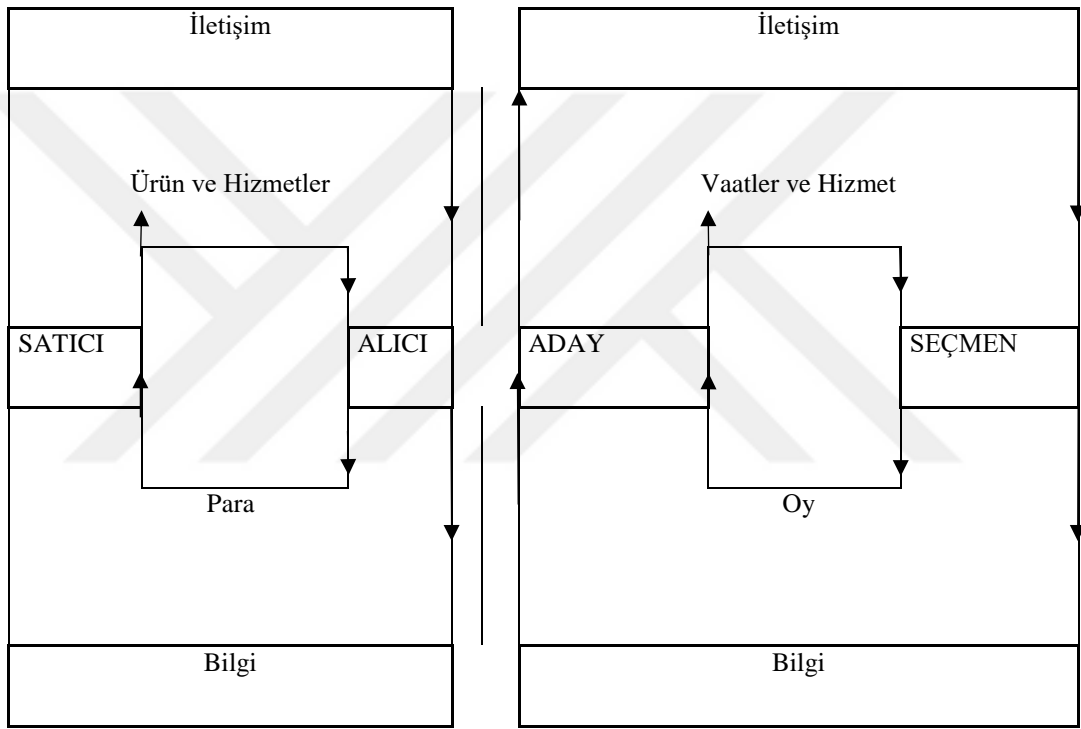 İletişim
İletişim
Ürün ve Hizmetler
Vaatler ve Hizmet
SATICI
ALICI
ADAY
SEÇMEN
Para
Oy
Bilgi
Bilgi